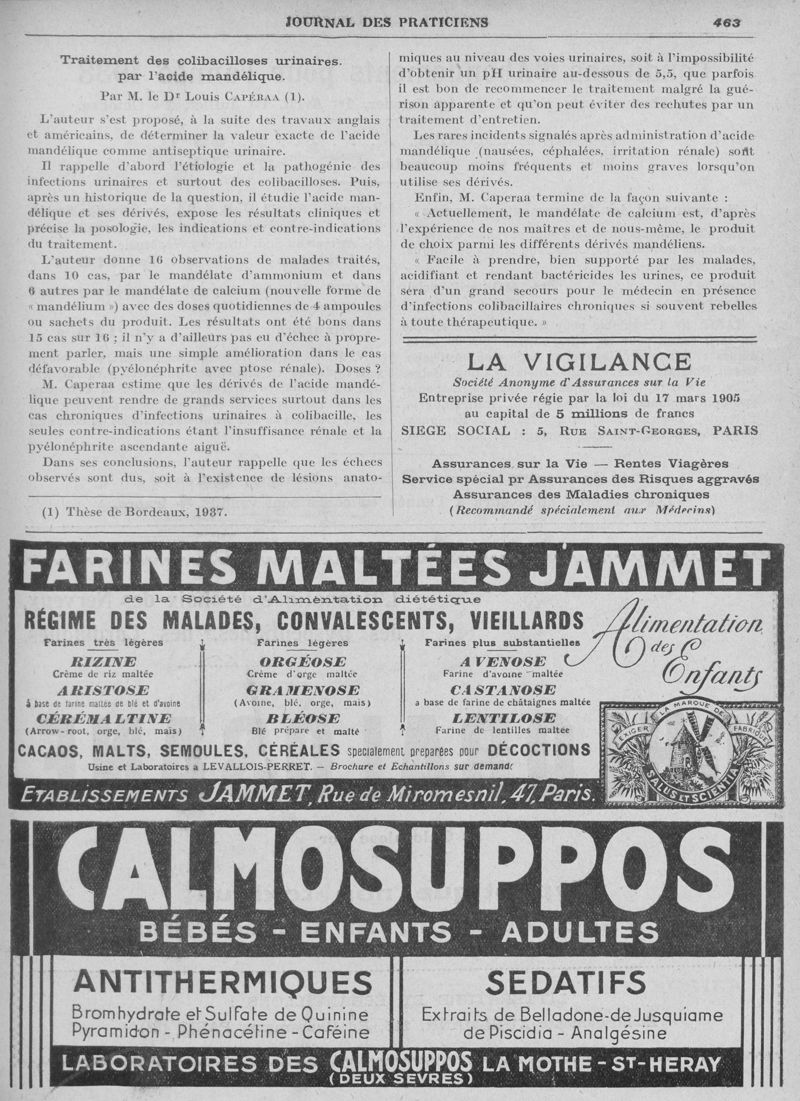 JOURNAL DES PRATICIENS 463
Traitement des colibacilloses urinaires.
par l'acide mandélique.
Par M. le Dr Louis CAPÉRAA (1).
L'auteur s'est proposé, à la suite des travaux anglais
et américains, de déterminer la valeur exacte de l'acide
mandélique comme antiseptique urinaire.
Il rappelle d'abord l'étiologie et la pathogénie des
infections urinaires et surtout des colibacilloses. Puis,
après un historique de la question, il étudie l'acide man-
délique et ses dérivés, expose les résultats cliniques et
précise la posologie, les indications et contre-indications
du traitement.
L'auteur donne 16 observations de malades traités,
dans 10 cas, par le mandélate d'ammonium et dans
6 autres par le mandélate de calcium (nouvelle forme de
« mandélium ») avec des doses quotidiennes de 4 ampoules
ou sachets du produit. Les résultats ont été bons dans
15 cas sur 16 ; il n'y a d'ailleurs pas eu d'échec à propre-
ment parler, mais une simple amélioration dans le cas
défavorable (pyélonéphrite avec ptose rénale). Doses ?
M. Caperaa estime que les dérivés de l'acide mandé-
lique peuvent rendre de grands services surtout dans les
cas chroniques d'infections urinaires à colibacille, les
seules contre-indications étant l'insuffisance rénale et la
pyélonéphrite ascendante aiguë.
Dans ses conclusions, l'auteur rappelle que les échecs
observés sont dus, soit à l'existence de lésions anato-
(1) Thèse de Bordeaux, 1937.
miques au niveau des voies urinaires, soit à l'impossibilité
d'obtenir un pH urinaire au-dessous de 5,5, que parfois
il est bon de recommencer le traitement malgré la gué-
rison apparente et qu'on peut éviter des rechutes par un
traitement d'entretien.
Les rares incidents signalés après administration d'acide
mandélique (nausées, céphalées, irritation rénale) sont
beaucoup moins fréquents et moins graves lorsqu'on
utilise ses dérivés.
Enfin, M. Caperaa termine de la façon suivante :
« Actuellement, le mandélate de calcium est, d'après
l'expérience de nos maîtres et de nous-même, le produit
de choix parmi les différents dérivés mandéliens.
« Facile à prendre, bien supporté par les malades,
acidifiant et rendant bactéricides les urines, ce produit
sera d'un grand secours pour le médecin en présence
d'infections colibacillaires chroniques si souvent rebelles
à toute thérapeutique. »
LA VIGILANCE
Société Anonyme d'Assurances sur la Vie
Entreprise privée régie par la loi du 17 mars 1905
au capital de 5 millions de francs
SIEGE SOCIAL : 5, RUE SAINT-GEORGES, PARIS
Assurances sur la Vie — Rentes Viagères
Service spécial pr Assurances des Risques aggravés
Assurances des Maladies chroniques
(Recommandé spécialement aux Médecins)
FARINES MALTÉES JAMMET
de la Société d'Alimèntation diététique
RÉGIME DES MALADES, CONVALESCENTS, VIEILLARDS
Alimentation
des
Enfants
Farines très légères
RIZINE
Crème de riz maltée
ARISTOSE
à base de farine maltée de blé et d'avoine
CÉRÉMALTINE
(Arrow-root, orge, blé, maïs)
Farines légères
ORGÉOSE
Crème d'orge maltée
GRAMENOSE
(Avoine, blé, orge, maïs)
BLÉOSE
Blé préparé et malté
Farines plus substantielles
AVENOSE
Farine d'avoine maltée
CASTANOSE
a base de farine de châtaignes maltée
LENTILOSE
Farine de lentilles maltée
CACAOS, MALTS, SEMOULES, CÉRÉALES specialement preparées pour DÉCOCTIONS
Usine et Laboratoires a LEVALLOIS-PERRET. — Brochure et Echantillons sur demande
EXIGER LA MARQUE DE FABRIQUE
SALUS ET SCIENTIA
ETABLISSEMENTS JAMMET, Rue de Miromesnil, 47, Paris.
CALMOSUPPOS
BÉBÉS - ENFANTS - ADULTES
ANTITHERMIQUES
Bromhydrate et Sulfate de Quinine
Pyramidon - Phénacétine - Caféine
SEDATIFS
Extraits de Belladone-de Jusquiame
de Piscidia - Analgésine
LABORATOIRES DES CALMOSUPPOS LA MOTHE-ST-HERAY
(DEUX SEVRES)